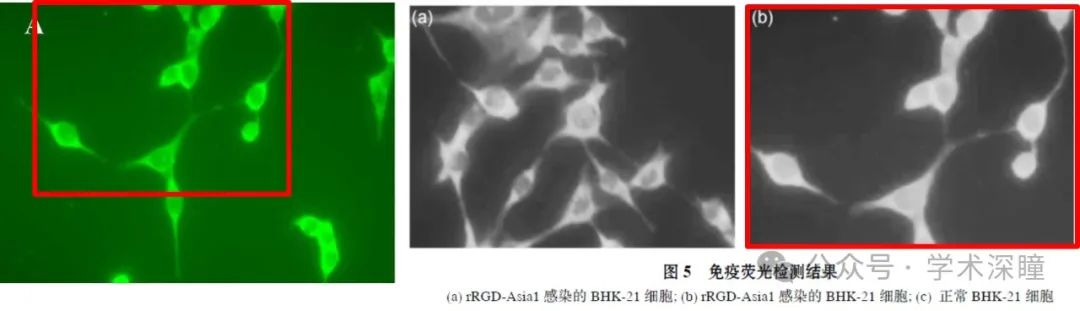 A
(a)
(b)
公众号 · 学术深瞳
图 5 免疫荧光检测结果
(a) rRGD-Asia1 感染的 BHK-21 细胞; (b) rRGD-Asia1 感染的 BHK-21 细胞; (c) 正常 BHK-21 细胞